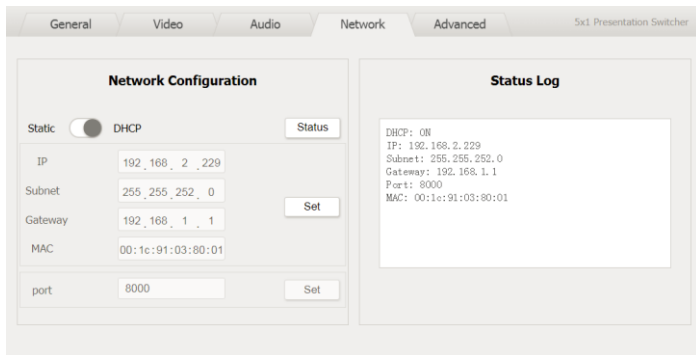 General Video Audio Network Advanced 5x1 Presentation Switcher
Network Configuration
Static DHCP Status
IP 192 . 168 . 2 . 229
Subnet 255 . 255 . 252 . 0
Set
Gateway 192 . 168 . 1 . 1
MAC 00:1c:91:03:80:01
port 8000 Set
Status Log
DHCP: ON
IP: 192.168.2.229
Subnet: 255.255.252.0
Gateway: 192.168.1.1
Port: 8000
MAC: 00:1c:91:03:80:01